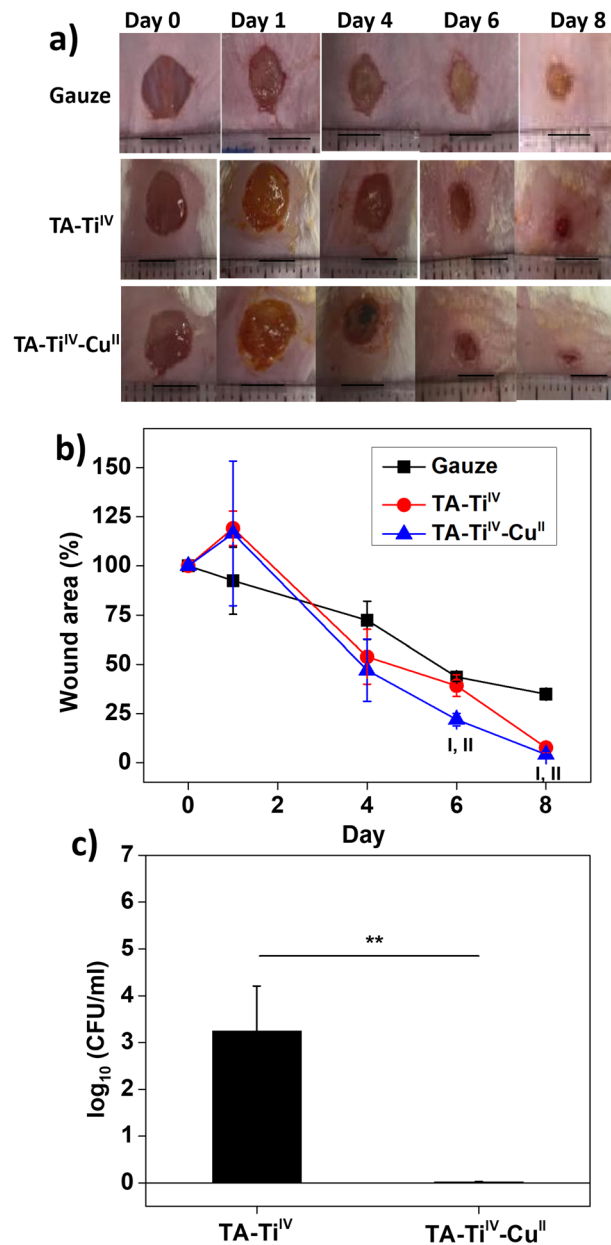 a)
Day 0 Day 1 Day 4 Day 6 Day 8
Gauze
TA-Tiᴵⱽ
TA-Tiᴵⱽ-Cuᴵᴵ
b)
150
125
100
75
50
25
0
Wound area (%)
Gauze
TA-Tiᴵⱽ
TA-Tiᴵⱽ-Cuᴵᴵ
I, II
I, II
0 2 4 6 8
Day
c)
7
6
5
4
3
2
1
0
log₁₀ (CFU/ml)
**
TA-Tiᴵⱽ TA-Tiᴵⱽ-Cuᴵᴵ